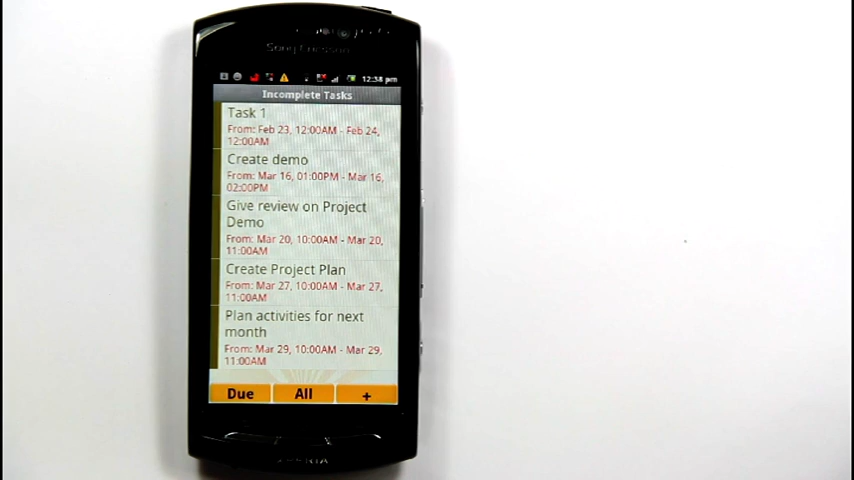 Sony Ericsson
12:38 pm
Incomplete Tasks
Task 1
From: Feb 23, 12:00AM - Feb 24,
12:00AM
Create demo
From: Mar 16, 01:00PM - Mar 16,
02:00PM
Give review on Project
Demo
From: Mar 20, 10:00AM - Mar 20,
11:00AM
Create Project Plan
From: Mar 27, 10:00AM - Mar 27,
11:00AM
Plan activities for next
month
From: Mar 29, 10:00AM - Mar 29,
11:00AM
Due All +
XPERIA